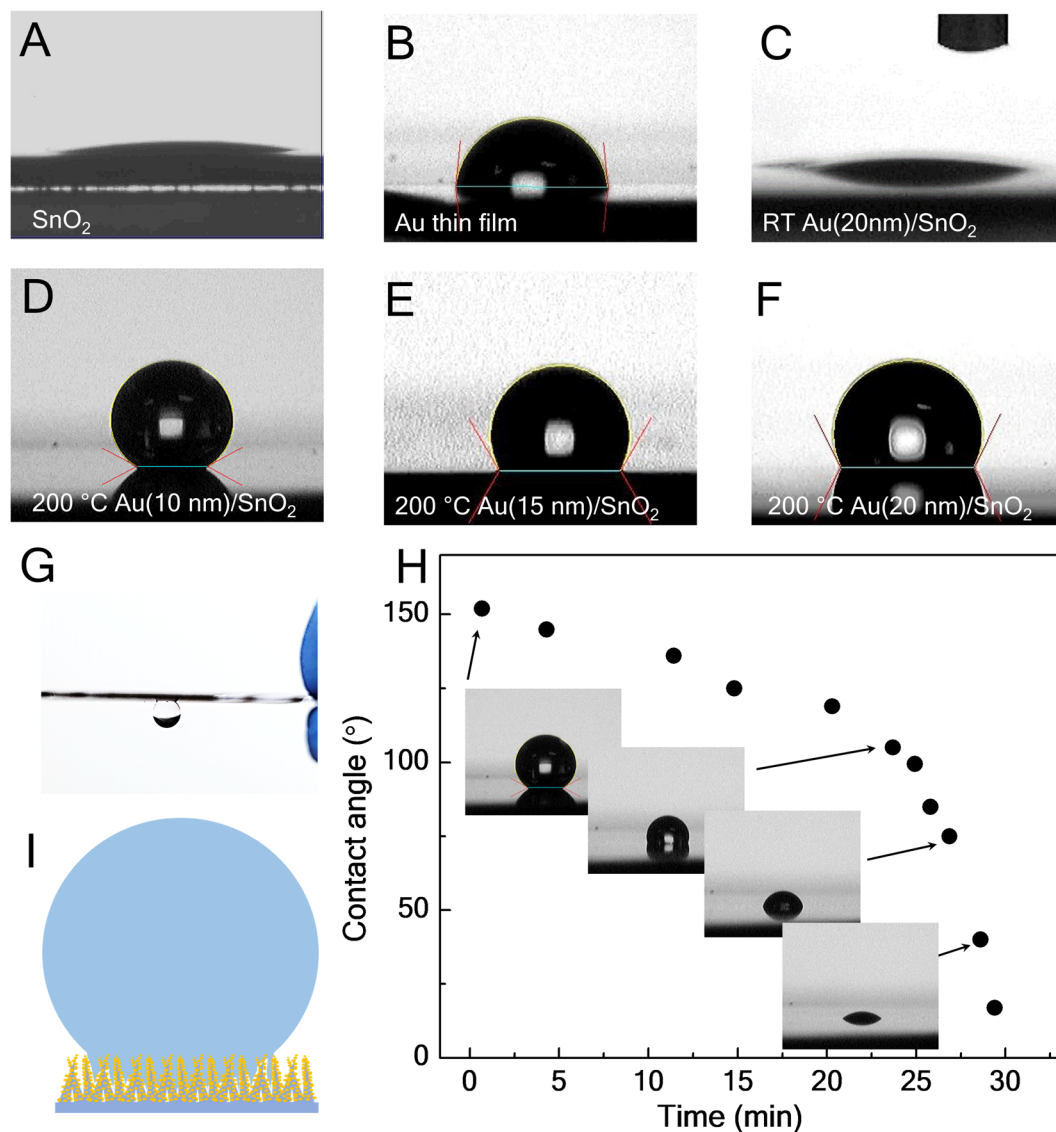 A
SnO₂
B
Au thin film
C
RT Au(20nm)/SnO₂
D
200 °C Au(10 nm)/SnO₂
E
200 °C Au(15 nm)/SnO₂
F
200 °C Au(20 nm)/SnO₂
G
H
150
100
50
0
Contact angle (°)
0 5 10 15 20 25 30
Time (min)
I